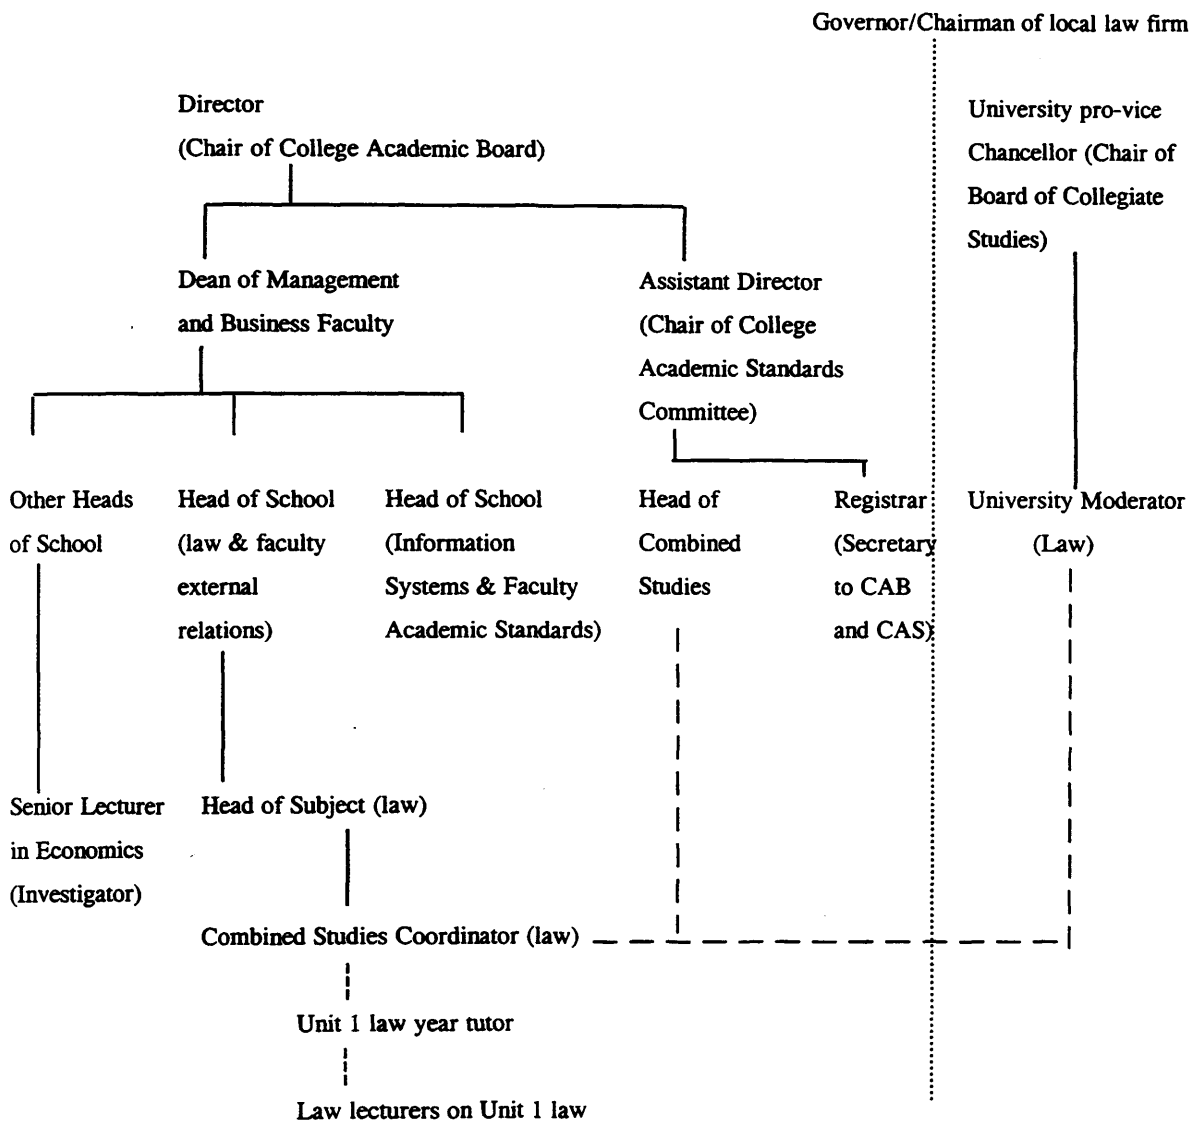 Governor/Chairman of local law firm
Director
(Chair of College Academic Board)
University pro-vice
Chancellor (Chair of
Board of Collegiate
Studies)
Dean of Management
and Business Faculty
Assistant Director
(Chair of College
Academic Standards
Committee)
Other Heads
of School
Head of School
(law & faculty
external
relations)
Head of School
(Information
Systems & Faculty
Academic Standards)
Head of
Combined
Studies
Registrar
(Secretary
to CAB
and CAS)
University Moderator
(Law)
Senior Lecturer
in Economics
(Investigator)
Head of Subject (law)
Combined Studies Coordinator (law)
Unit 1 law year tutor
Law lecturers on Unit 1 law